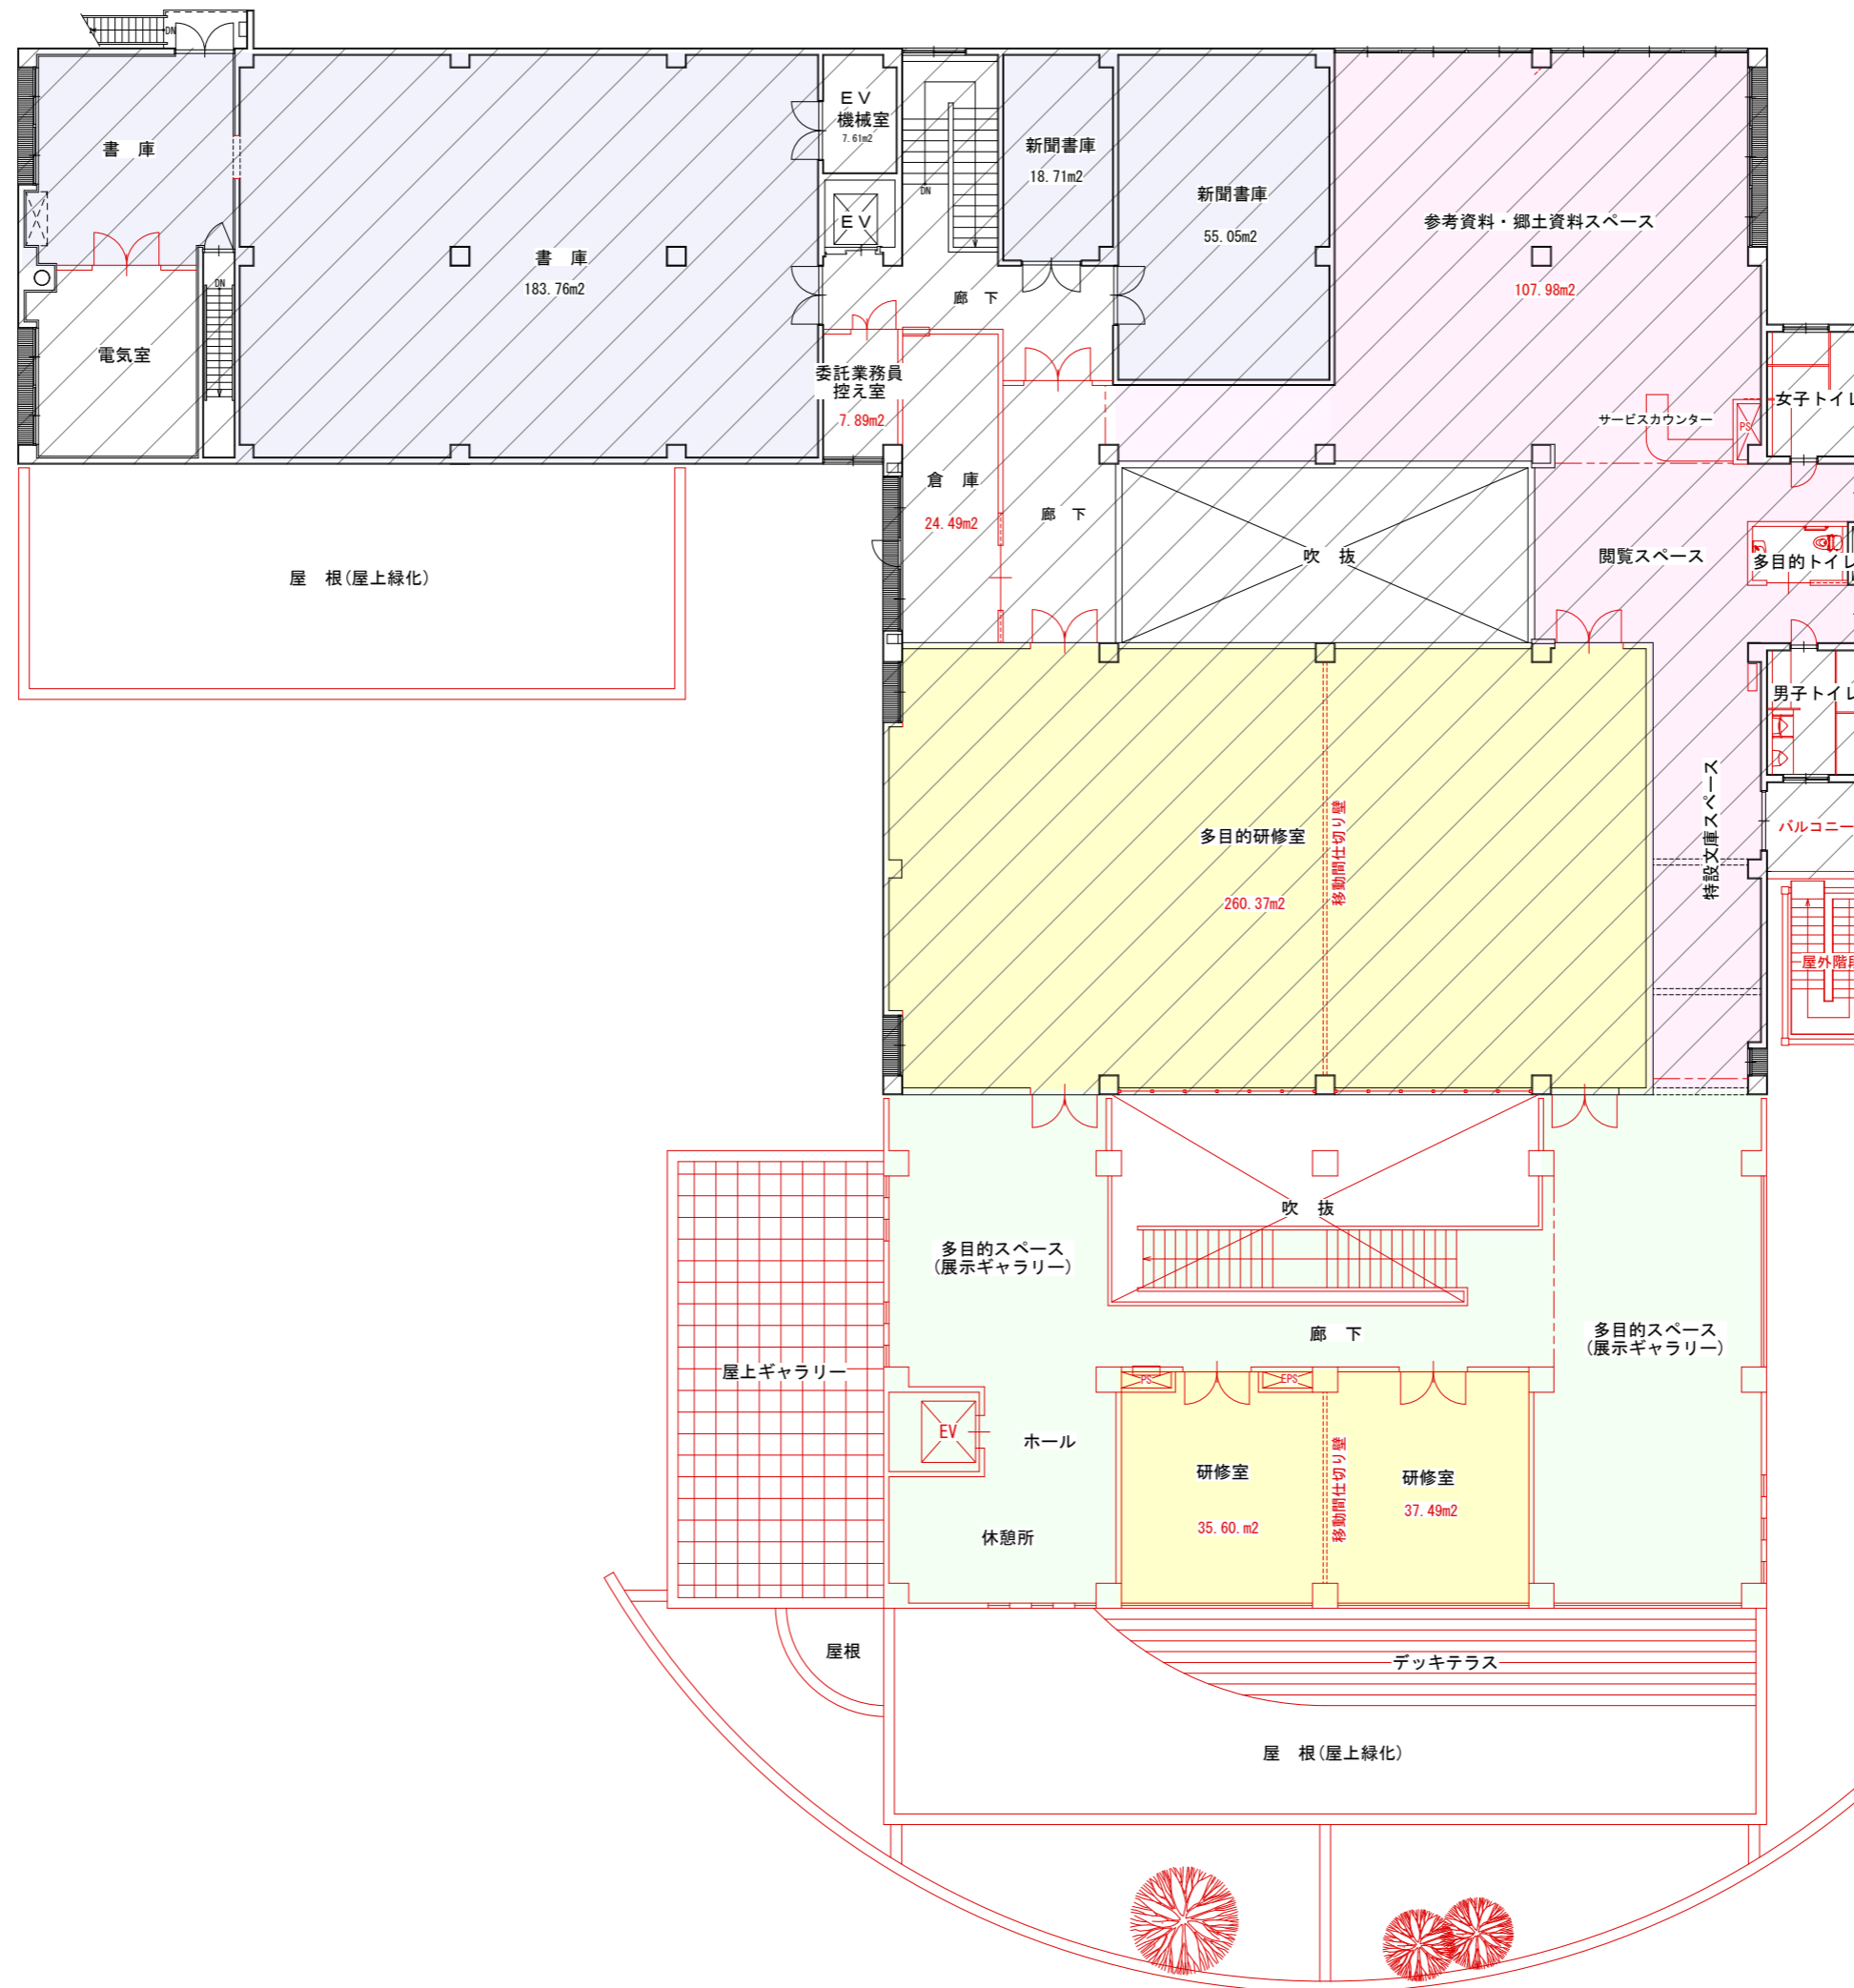 DN
書　庫
EV
機械室
7.61m2
新聞書庫
18.71m2
DN
新聞書庫
55.05m2
EV
参考資料・郷土資料スペース
107.98m2
書　庫
183.76m2
DN
廊　下
電気室
委託業務員
控え室
7.89m2
女子トイレ
サービスカウンター
PS
倉　庫
24.49m2
廊　下
吹　抜
閲覧スペース
多目的トイレ
屋　根(屋上緑化)
男子トイレ
多目的研修室
260.37m2
移動間仕切り壁
特設文庫スペース
バルコニー
屋外階段
吹　抜
多目的スペース
(展示ギャラリー)
廊　下
多目的スペース
(展示ギャラリー)
屋上ギャラリー
PS
EPS
EV
ホール
研修室
35.60.m2
移動間仕切り壁
研修室
37.49m2
休憩所
屋根
デッキテラス
屋　根(屋上緑化)